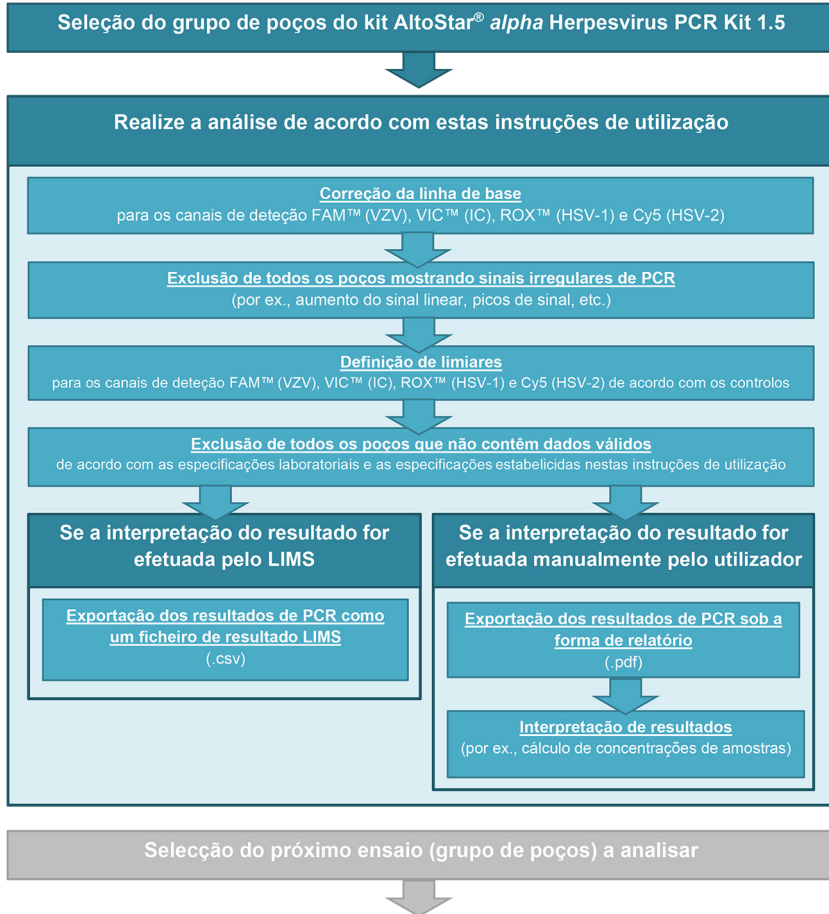 Seleção do grupo de poços do kit AltoStar® alpha Herpesvirus PCR Kit 1.5
Realize a análise de acordo com estas instruções de utilização
Correção da linha de base
para os canais de deteção FAM™ (VZV), VIC™ (IC), ROX™ (HSV-1) e Cy5 (HSV-2)
Exclusão de todos os poços mostrando sinais irregulares de PCR
(por ex., aumento do sinal linear, picos de sinal, etc.)
Definição de limiares
para os canais de deteção FAM™ (VZV), VIC™ (IC), ROX™ (HSV-1) e Cy5 (HSV-2) de acordo com os controlos
Exclusão de todos os poços que não contêm dados válidos
de acordo com as especificações laboratoriais e as especificações estabelicidas nestas instruções de utilização
Se a interpretação do resultado for
efetuada pelo LIMS
Exportação dos resultados de PCR como
um ficheiro de resultado LIMS
(.csv)
Se a interpretação do resultado for
efetuada manualmente pelo utilizador
Exportação dos resultados de PCR sob a
forma de relatório
(.pdf)
Interpretação de resultados
(por ex., cálculo de concentrações de amostras)
Selecção do próximo ensaio (grupo de poços) a analisar